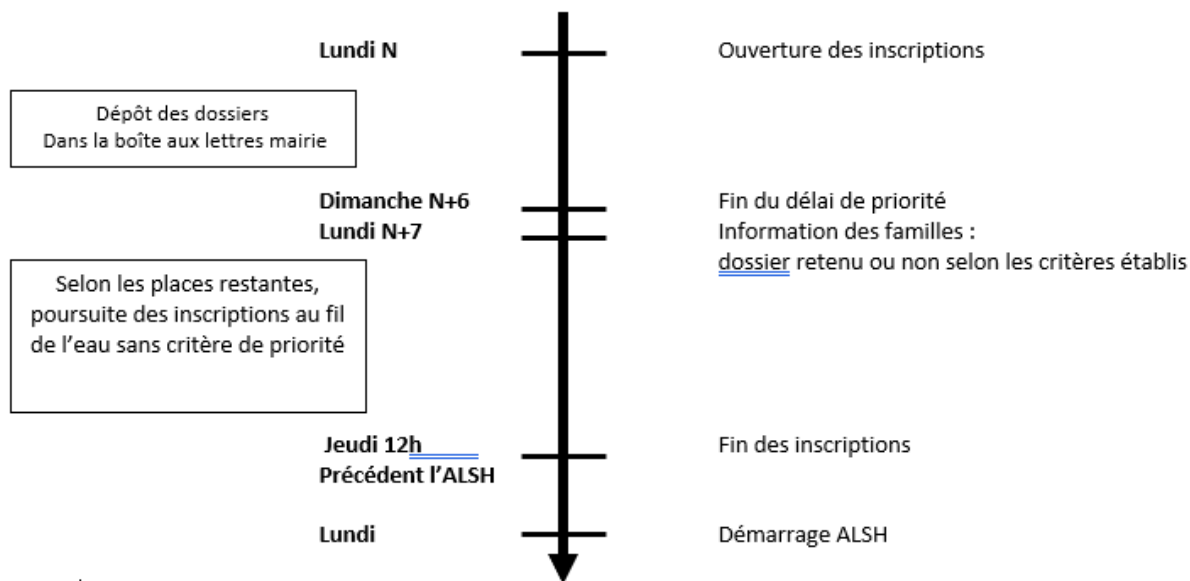 Lundi N
Ouverture des inscriptions
Dépôt des dossiers
Dans la boîte aux lettres mairie
Dimanche N+6
Fin du délai de priorité
Lundi N+7
Information des familles :
dossier retenu ou non selon les critères établis
Selon les places restantes,
poursuite des inscriptions au fil
de l'eau sans critère de priorité
Jeudi 12h
Fin des inscriptions
Précédent l'ALSH
Lundi
Démarrage ALSH